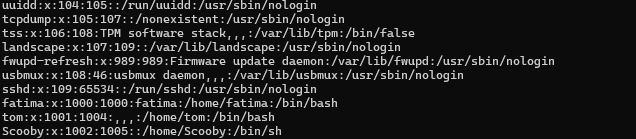 uuidd:x:104:105::/run/uuidd:/usr/sbin/nologin
tcpdump:x:105:107::/nonexistent:/usr/sbin/nologin
tss:x:106:108:TPM software stack,,,:/var/lib/tpm:/bin/false
landscape:x:107:109::/var/lib/landscape:/usr/sbin/nologin
fwupd-refresh:x:989:989:Firmware update daemon:/var/lib/fwupd:/usr/sbin/nologin
usbmux:x:108:46:usbmux daemon,,,:/var/lib/usbmux:/usr/sbin/nologin
sshd:x:109:65534::/run/sshd:/usr/sbin/nologin
fatima:x:1000:1000:fatima:/home/fatima:/bin/bash
tom:x:1001:1004:,,,:/home/tom:/bin/bash
Scooby:x:1002:1005::/home/Scooby:/bin/sh